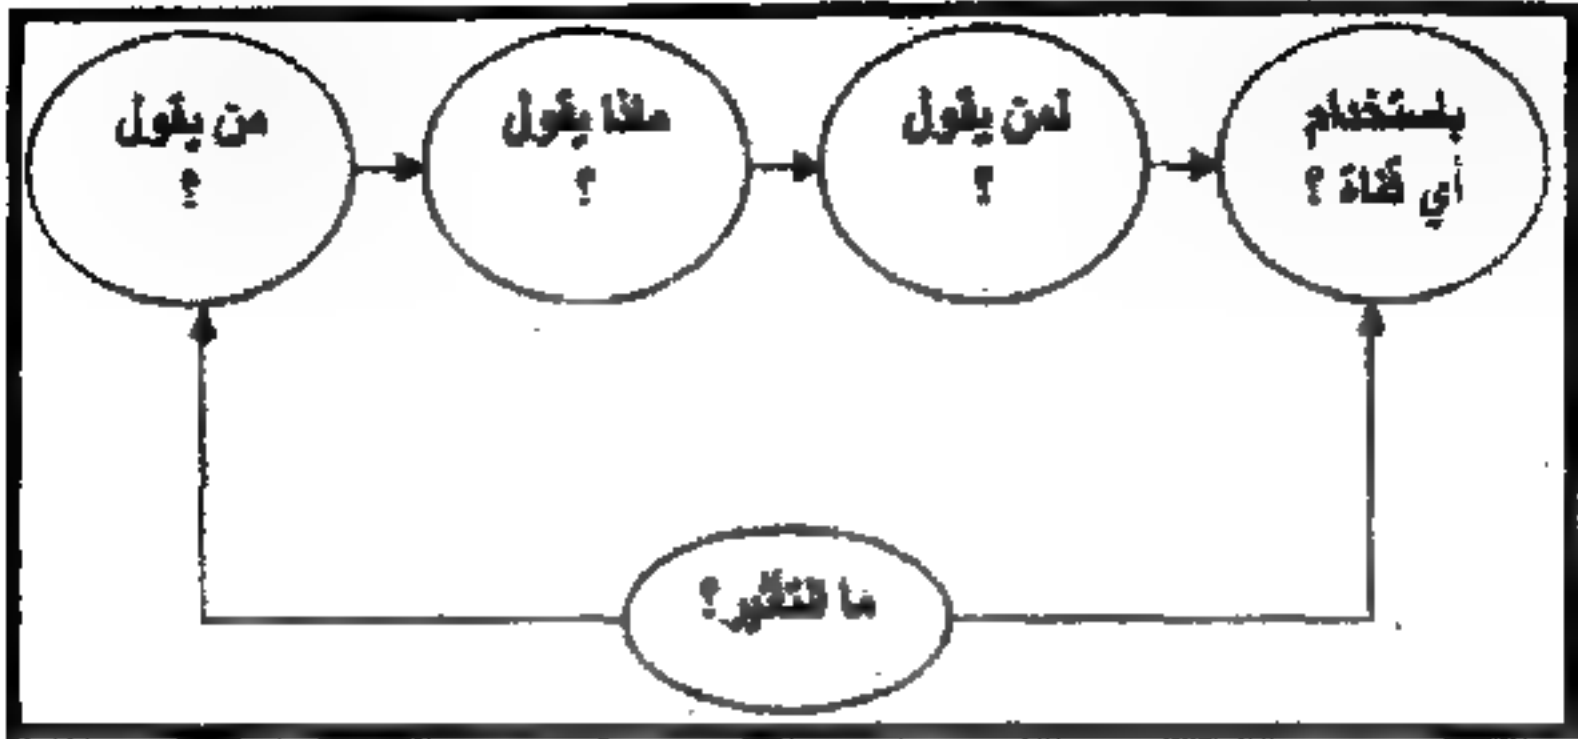 من يقول
؟
ماذا يقول
؟
لمن يقول
؟
باستخدام
أي قناة ؟
ما التأثير؟